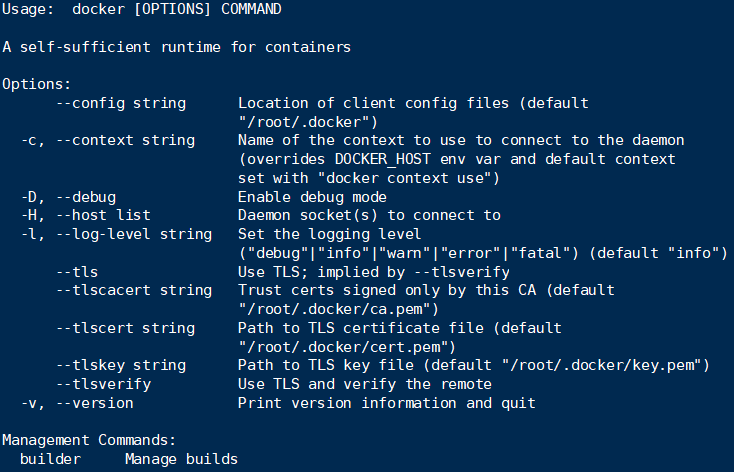 Usage:  docker [OPTIONS] COMMAND
A self-sufficient runtime for containers
Options:
      --config string      Location of client config files (default
                           "/root/.docker")
  -c, --context string     Name of the context to use to connect to the daemon
                           (overrides DOCKER_HOST env var and default context
                           set with "docker context use")
  -D, --debug              Enable debug mode
  -H, --host list          Daemon socket(s) to connect to
  -l, --log-level string   Set the logging level
                           ("debug"|"info"|"warn"|"error"|"fatal") (default "info")
      --tls                Use TLS; implied by --tlsverify
      --tlscacert string   Trust certs signed only by this CA (default
                           "/root/.docker/ca.pem")
      --tlscert string     Path to TLS certificate file (default
                           "/root/.docker/cert.pem")
      --tlskey string      Path to TLS key file (default "/root/.docker/key.pem")
      --tlsverify          Use TLS and verify the remote
  -v, --version            Print version information and quit
Management Commands:
  builder     Manage builds